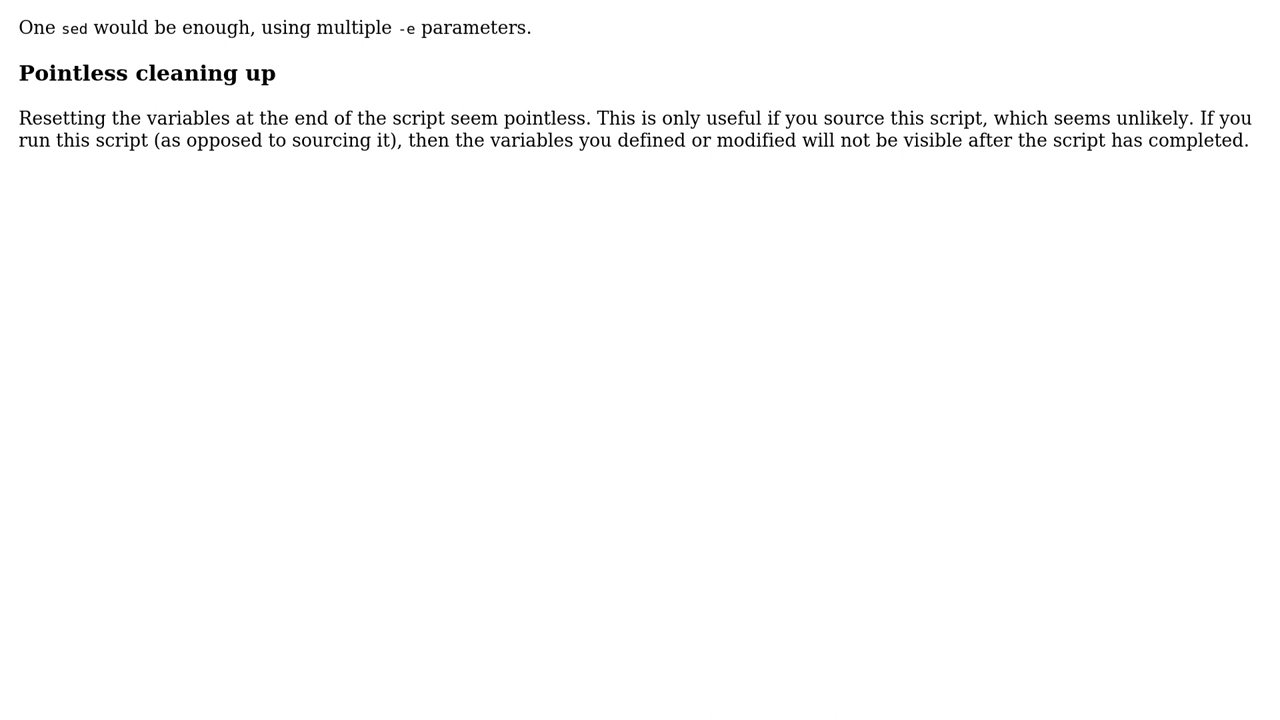 One sed would be enough, using multiple -e parameters.
Pointless cleaning up
Resetting the variables at the end of the script seem pointless. This is only useful if you source this script, which seems unlikely. If you
run this script (as opposed to sourcing it), then the variables you defined or modified will not be visible after the script has completed.